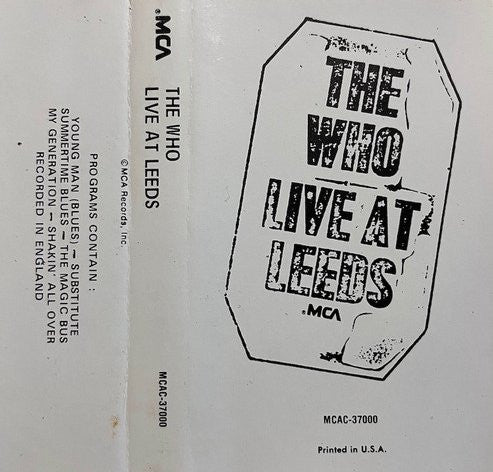 PROGRAMS CONTAIN
YOUNG MAN (BLUES) – SUBSTITUTE
SUMMERTIME BLUES – THE MAGIC BUS
MY GENERATION – SHAKIN' ALL OVER
RECORDED IN ENGLAND
© MCA Records, Inc.
®MCA
THE WHO
LIVE AT LEEDS
MCAC-37000
THE
WHO
LIVE AT
LEEDS
®MCA
MCAC-37000
Printed in U.S.A.